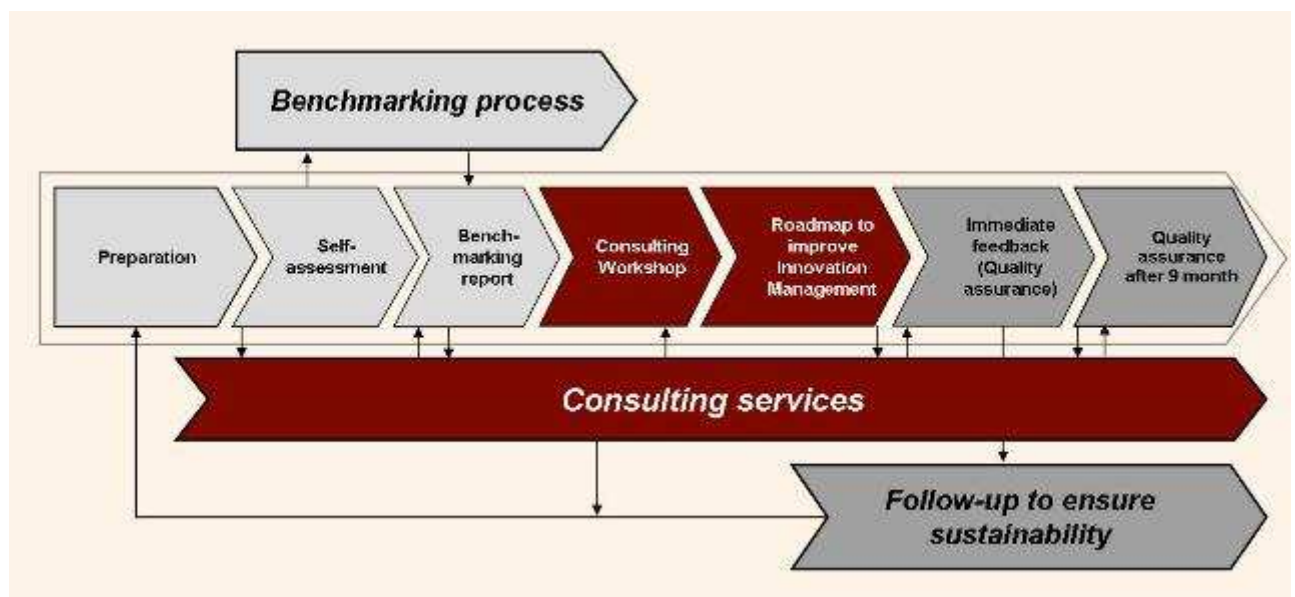 Benchmarking process
Preparation
Self-
assessment
Bench-
marking
report
Consulting
Workshop
Roadmap to
improve
Innovation
Management
Immediate
feedback
(Quality
assurance)
Quality
assurance
after 9 month
Consulting services
Follow-up to ensure
sustainability